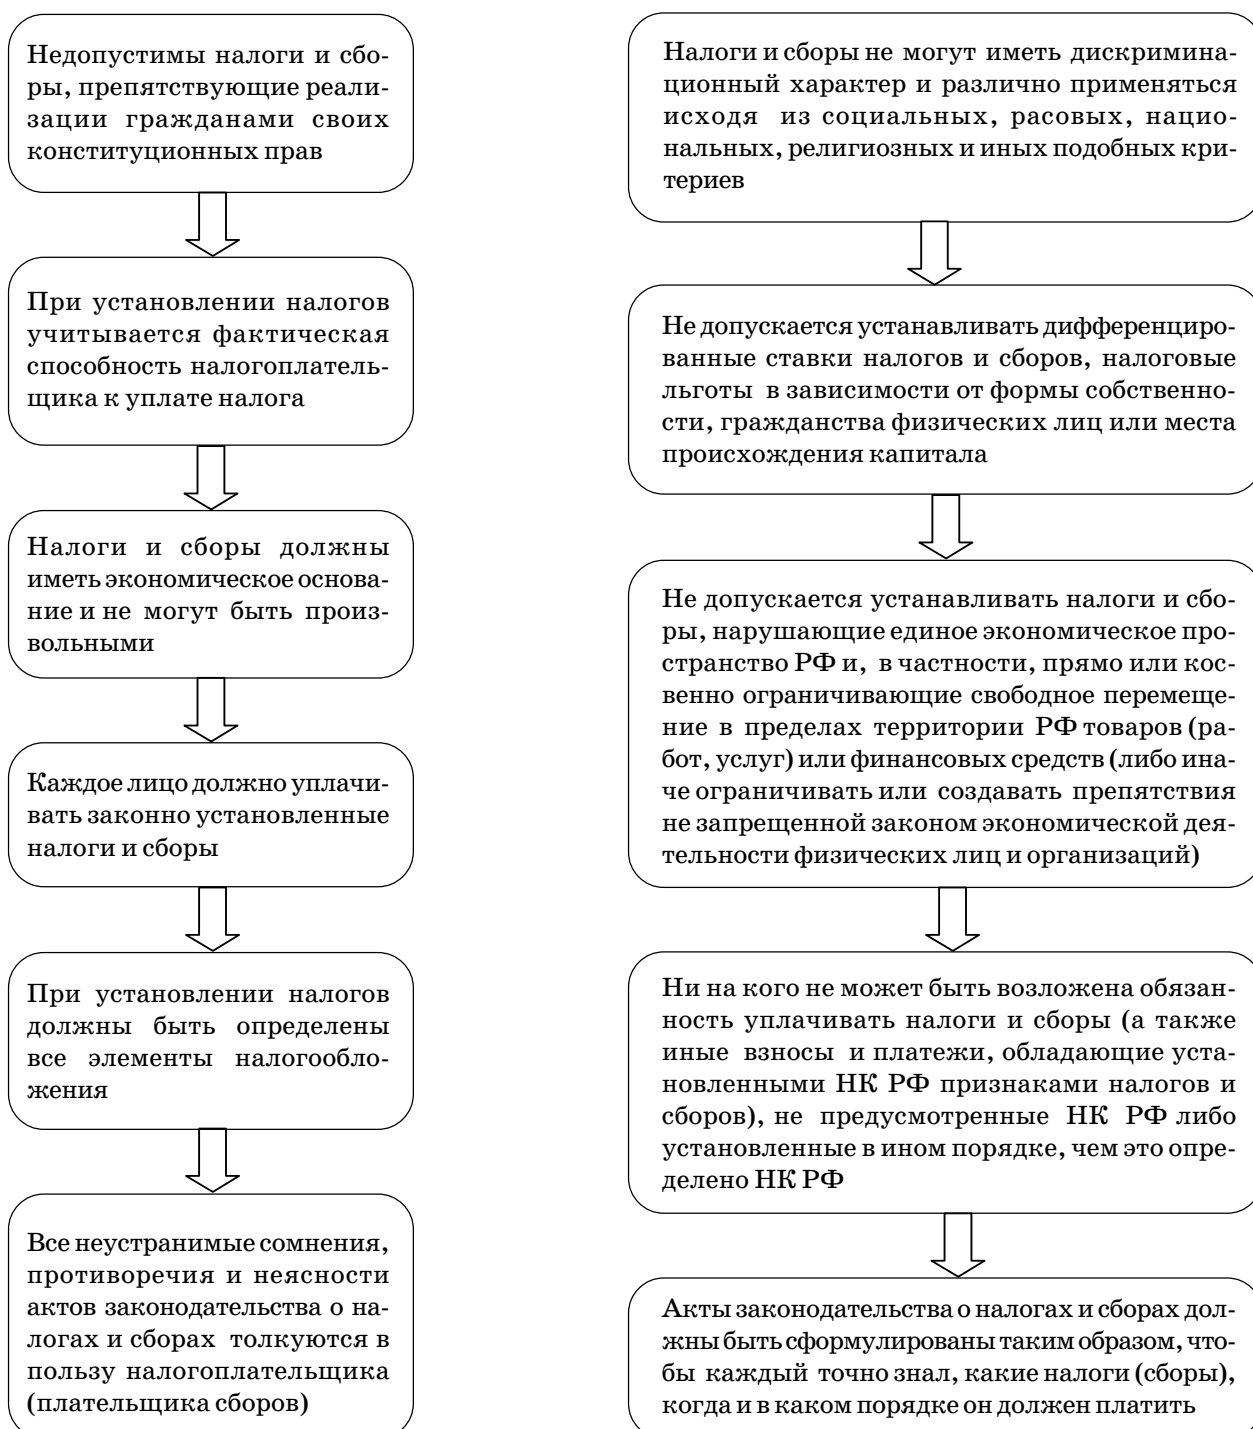 Недопустимы налоги и сбо-
ры, препятствующие реали-
зации гражданами своих
конституционных прав
При установлении налогов
учитывается фактическая
способность налогоплатель-
щика к уплате налога
Налоги и сборы должны
иметь экономическое основа-
ние и не могут быть произ-
вольными
Каждое лицо должно уплачи-
вать законно установленные
налоги и сборы
При установлении налогов
должны быть определены
все элементы налогообло-
жения
Все неустранимые сомнения,
противоречия и неясности
актов законодательства о на-
логах и сборах толкуются в
пользу налогоплательщика
(плательщика сборов)
Налоги и сборы не могут иметь дискримина-
ционный характер и различно применяться
исходя из социальных, расовых, нацио-
нальных, религиозных и иных подобных кри-
териев
Не допускается устанавливать дифференциро-
ванные ставки налогов и сборов, налоговые
льготы в зависимости от формы собственно-
сти, гражданства физических лиц или места
происхождения капитала
Не допускается устанавливать налоги и сбо-
ры, нарушающие единое экономическое про-
странство РФ и, в частности, прямо или кос-
венно ограничивающие свободное перемеще-
ние в пределах территории РФ товаров (ра-
бот, услуг) или финансовых средств (либо ина-
че ограничивать или создавать препятствия
не запрещенной законом экономической дея-
тельности физических лиц и организаций)
Ни на кого не может быть возложена обязан-
ность уплачивать налоги и сборы (а также
иные взносы и платежи, обладающие уста-
новленными НК РФ признаками налогов и
сборов), не предусмотренные НК РФ либо
установленные в ином порядке, чем это опре-
делено НК РФ
Акты законодательства о налогах и сборах дол-
жны быть сформулированы таким образом, что-
бы каждый точно знал, какие налоги (сборы),
когда и в каком порядке он должен платить